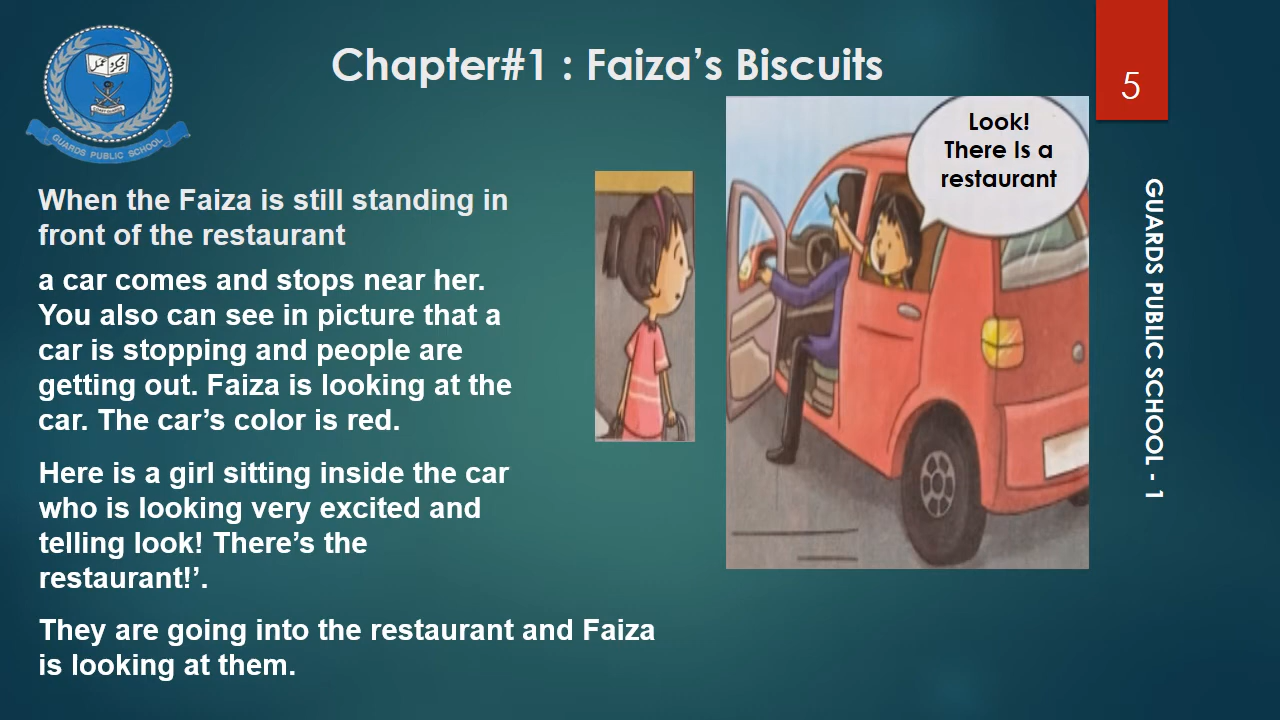 Chapter#1 : Faiza’s Biscuits
5
GUARDS PUBLIC SCHOOL
When the Faiza is still standing in
front of the restaurant
a car comes and stops near her.
You also can see in picture that a
car is stopping and people are
getting out. Faiza is looking at the
car. The car’s color is red.
Here is a girl sitting inside the car
who is looking very excited and
telling look! There’s the
restaurant!’.
They are going into the restaurant and Faiza
is looking at them.
Look!
There Is a
restaurant
GUARDS PUBLIC SCHOOL - 1